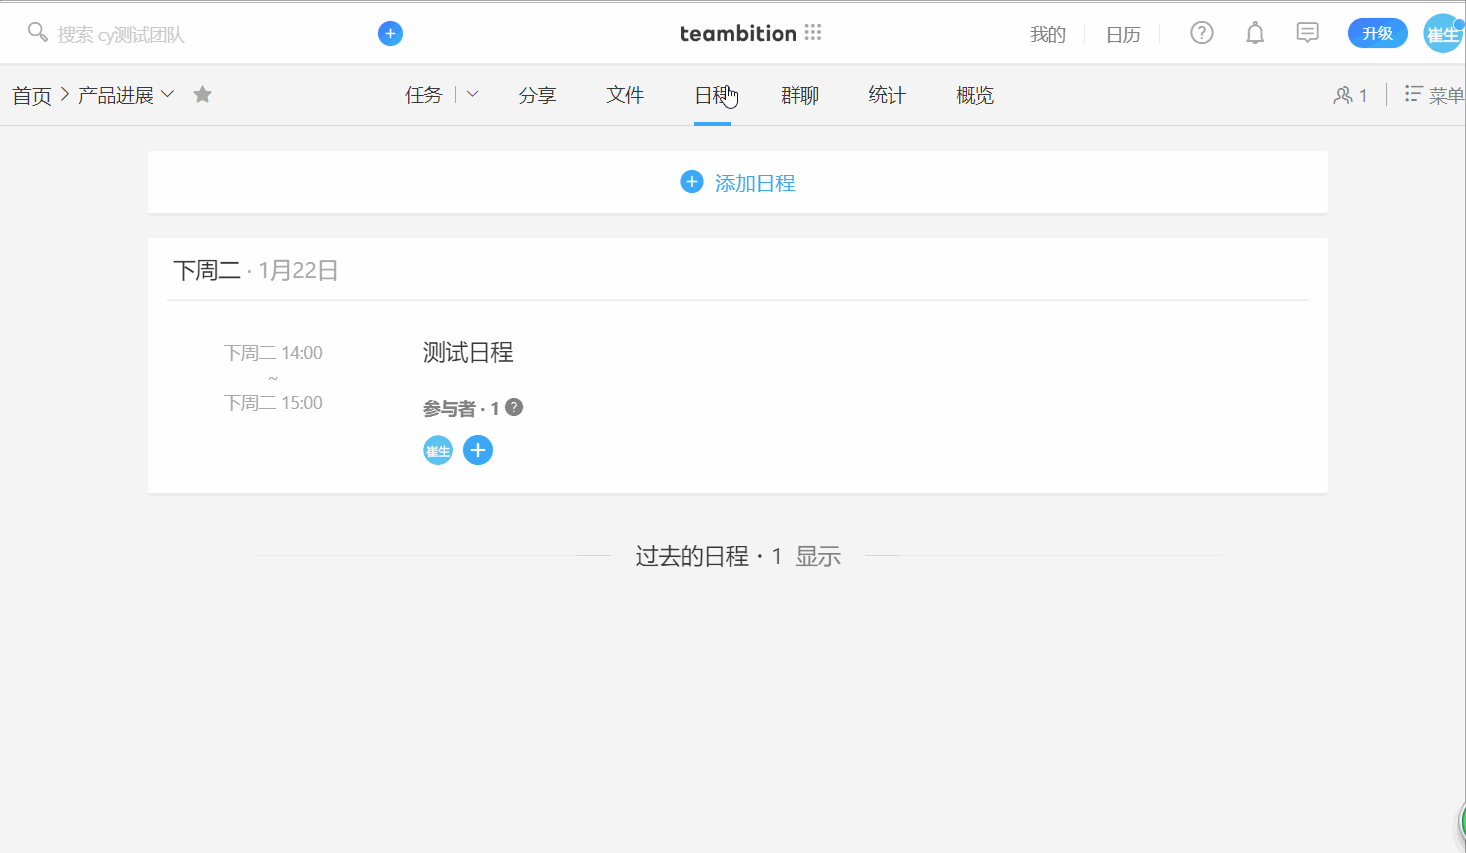 搜索 cy测试团队
teambition
我的
日历
升级
崔生
首页 > 产品进展
任务
分享
文件
日程
群聊
统计
概览
1
菜单
添加日程
下周二 · 1月22日
下周二 14:00
~
下周二 15:00
测试日程
参与者 · 1
崔生
过去的日程 · 1 显示